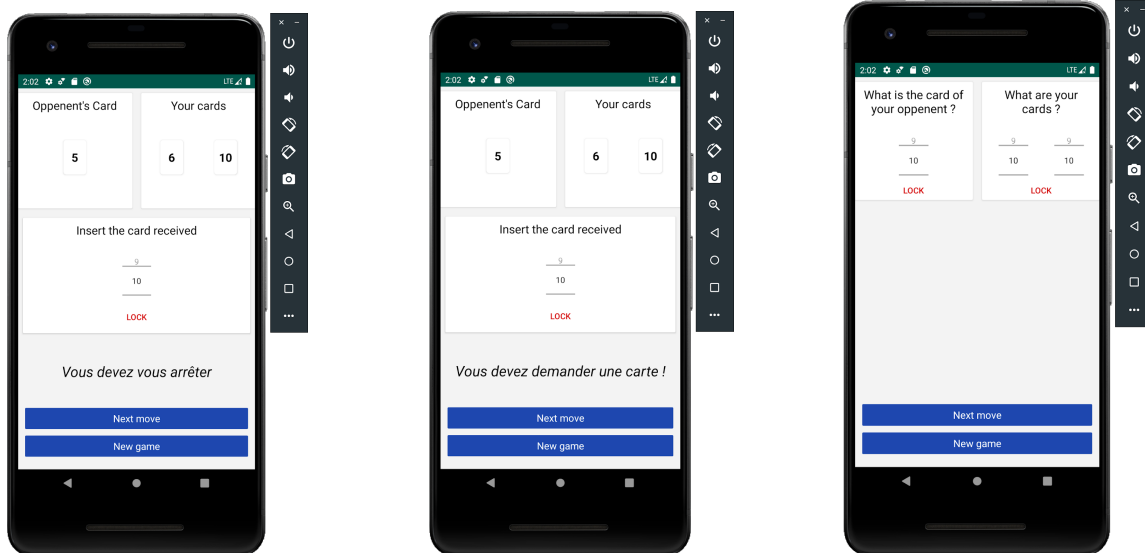 2:02
LTE
Oppenent's Card
Your cards
5
6
10
Insert the card received
9
10
LOCK
Vous devez vous arrêter
Next move
New game
2:02
LTE
Oppenent's Card
Your cards
5
6
10
Insert the card received
9
10
LOCK
Vous devez demander une carte !
Next move
New game
2:02
LTE
What is the card of
your oppenent ?
What are your
cards ?
9
10
LOCK
9
9
10
10
LOCK
Next move
New game